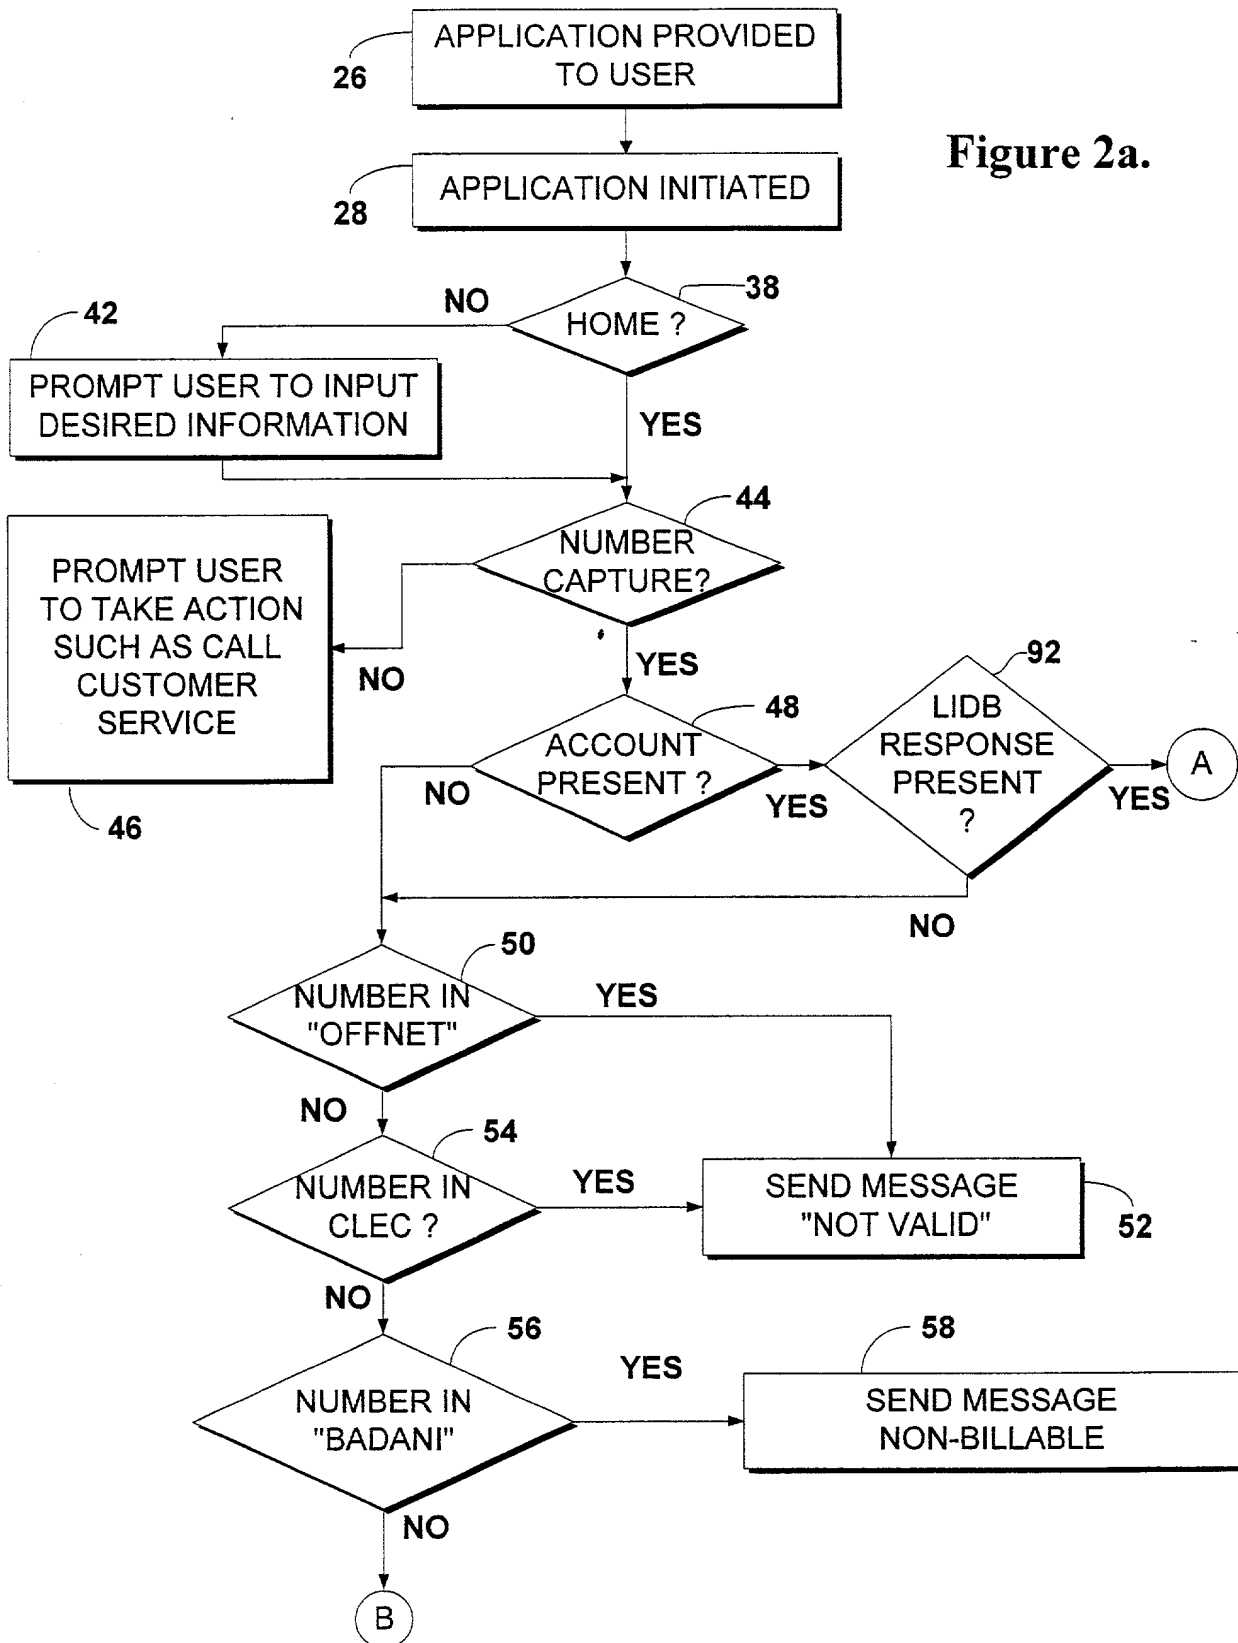 APPLICATION PROVIDED
TO USER
26
Figure 2a.
APPLICATION INITIATED
28
38
HOME ?
NO
42
PROMPT USER TO INPUT
DESIRED INFORMATION
YES
44
NUMBER
CAPTURE?
PROMPT USER
TO TAKE ACTION
SUCH AS CALL
CUSTOMER
SERVICE
NO
46
YES
48
ACCOUNT
PRESENT ?
NO
YES
92
LIDB
RESPONSE
PRESENT
?
YES
A
NO
50
NUMBER IN
"OFFNET"
YES
NO
54
NUMBER IN
CLEC ?
YES
SEND MESSAGE
"NOT VALID"
52
NO
56
NUMBER IN
"BADANI"
YES
58
SEND MESSAGE
NON-BILLABLE
NO
B